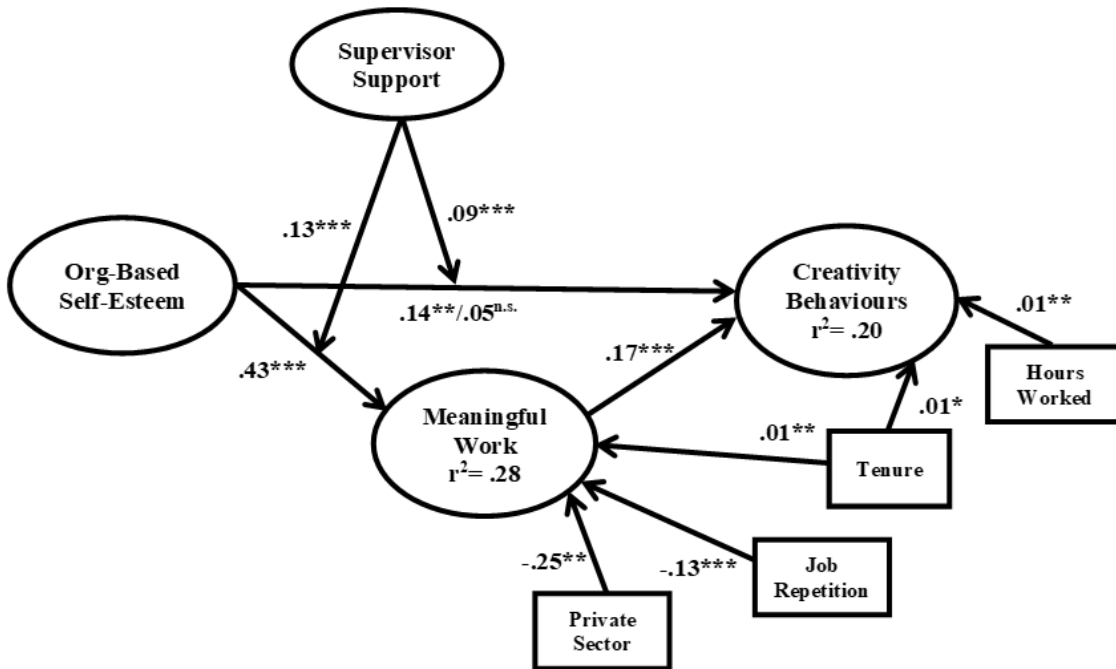 Supervisor
Support
.13***
.09***
Org-Based
Self-Esteem
Creativity
Behaviours
r²= .20
.14**/.05ⁿ·ˢ·
.01**
.43***
.17***
Hours
Worked
.01*
Meaningful
Work
r²= .28
.01**
Tenure
-.25**
-.13***
Job
Repetition
Private
Sector